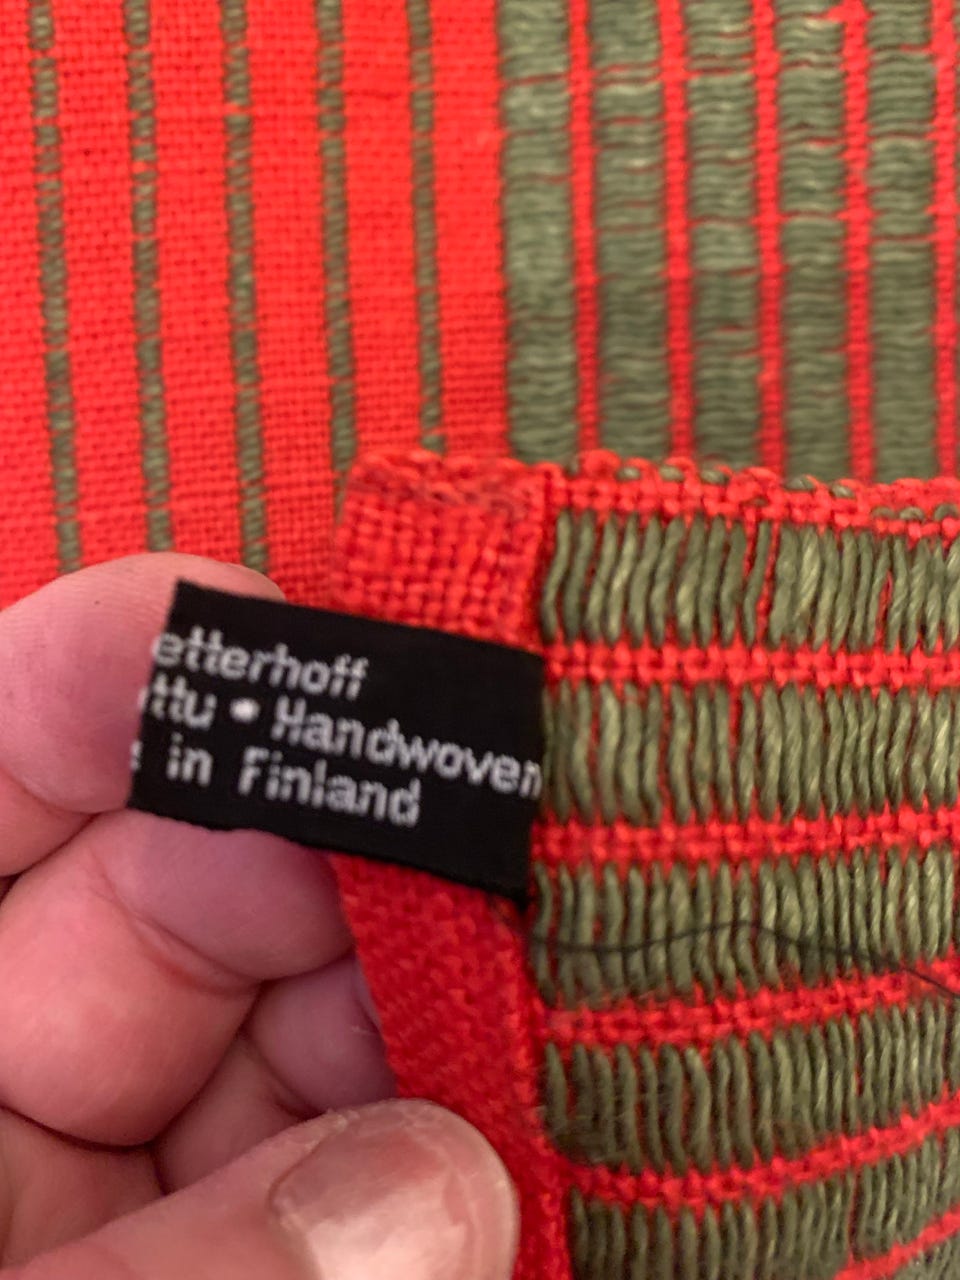 etterhoff
ttu • Handwoven
in Finland